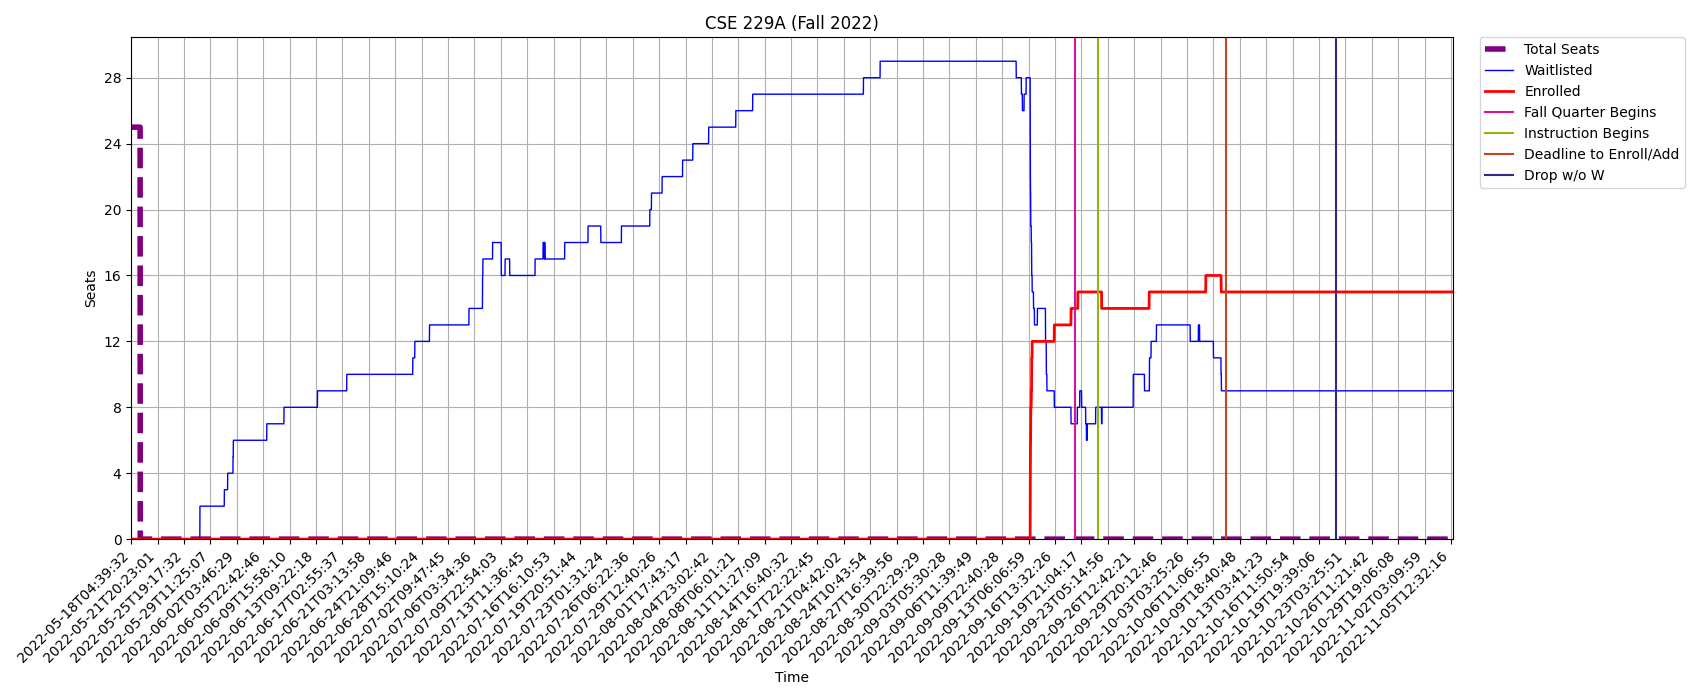 CSE 229A (Fall 2022)
Total Seats
Waitlisted
Enrolled
Fall Quarter Begins
Instruction Begins
Deadline to Enroll/Add
Drop w/o W
Seats
28
24
20
16
12
8
4
0
2022-05-18T04:39:32
2022-05-21T20:23:01
2022-05-25T19:17:32
2022-05-29T11:25:07
2022-06-02T03:46:29
2022-06-05T22:42:46
2022-06-09T15:58:10
2022-06-13T09:22:18
2022-06-17T02:55:37
2022-06-21T03:13:58
2022-06-24T21:09:46
2022-06-28T15:10:24
2022-07-02T09:47:45
2022-07-06T03:34:36
2022-07-09T22:54:03
2022-07-13T11:36:45
2022-07-16T16:10:53
2022-07-19T20:51:44
2022-07-23T01:31:24
2022-07-26T06:22:36
2022-07-29T12:40:26
2022-08-01T17:43:17
2022-08-04T23:02:42
2022-08-08T06:01:23
2022-08-11T11:27:09
2022-08-14T16:40:32
2022-08-17T22:22:45
2022-08-21T04:42:02
2022-08-24T10:43:54
2022-08-27T16:39:56
2022-08-30T22:29:29
2022-09-03T05:30:28
2022-09-06T11:39:49
2022-09-09T22:40:28
2022-09-13T06:06:59
2022-09-16T13:32:26
2022-09-19T21:04:17
2022-09-23T05:14:56
2022-09-26T12:42:21
2022-09-29T20:12:46
2022-10-03T03:25:26
2022-10-06T11:06:55
2022-10-09T18:40:48
2022-10-13T03:41:23
2022-10-16T11:50:54
2022-10-19T19:39:06
2022-10-23T03:25:51
2022-10-26T11:21:42
2022-10-29T19:06:08
2022-11-02T03:09:59
2022-11-05T12:32:16
Time